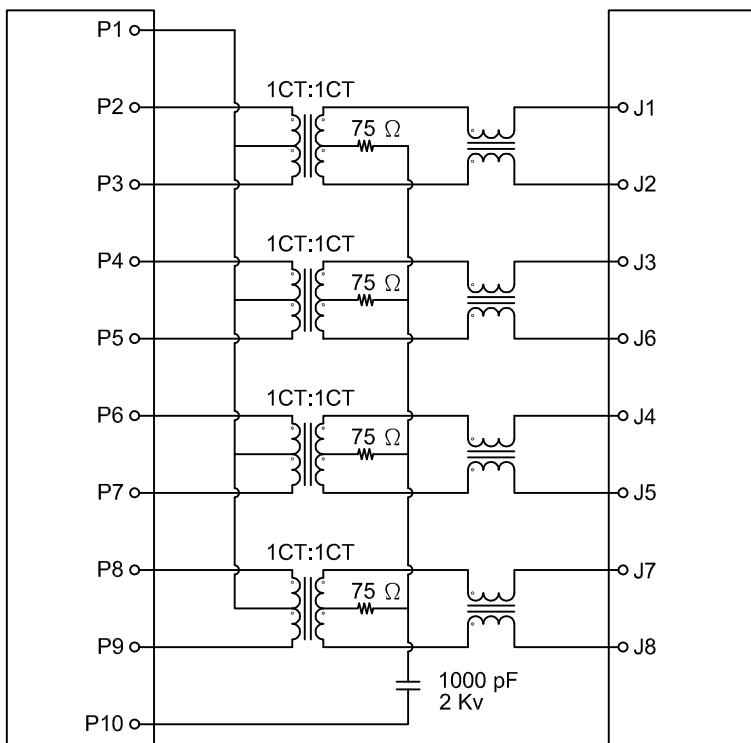 P1
1CT:1CT
P2
J1
75 Ω
P3
J2
1CT:1CT
P4
J3
75 Ω
P5
J6
1CT:1CT
P6
J4
75 Ω
P7
J5
1CT:1CT
P8
J7
75 Ω
P9
J8
1000 pF
2 Kv
P10